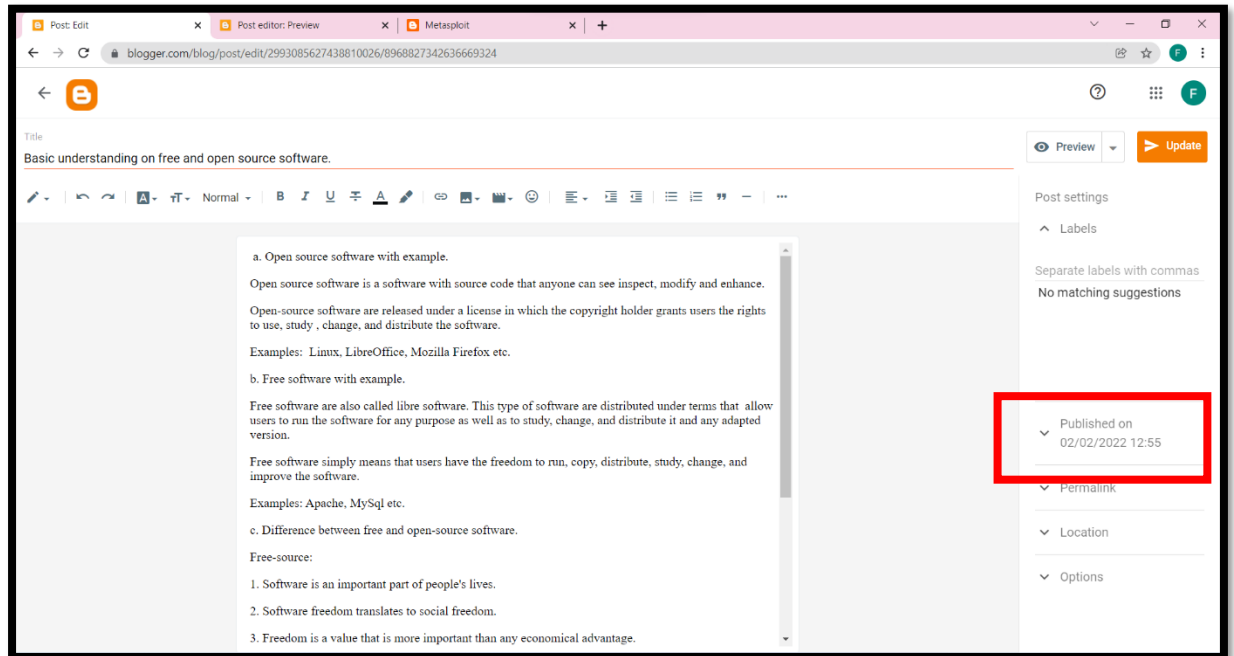 Post: Edit
Post editor: Preview
Metasploit
blogger.com/blog/post/edit/2993085627438810026/8968827342636669324
F
F
Title
Basic understanding on free and open source software.
Preview
Update
Normal
B I U A
Post settings
Labels
Separate labels with commas
No matching suggestions
a. Open source software with example.
Open source software is a software with source code that anyone can see inspect, modify and enhance.
Open-source software are released under a license in which the copyright holder grants users the rights
to use, study , change, and distribute the software.
Examples: Linux, LibreOffice, Mozilla Firefox etc.
b. Free software with example.
Free software are also called libre software. This type of software are distributed under terms that allow
users to run the software for any purpose as well as to study, change, and distribute it and any adapted
version.
Free software simply means that users have the freedom to run, copy, distribute, study, change, and
improve the software.
Examples: Apache, MySql etc.
c. Difference between free and open-source software.
Free-source:
1. Software is an important part of people's lives.
2. Software freedom translates to social freedom.
3. Freedom is a value that is more important than any economical advantage.
Published on
02/02/2022 12:55
Permalink
Location
Options